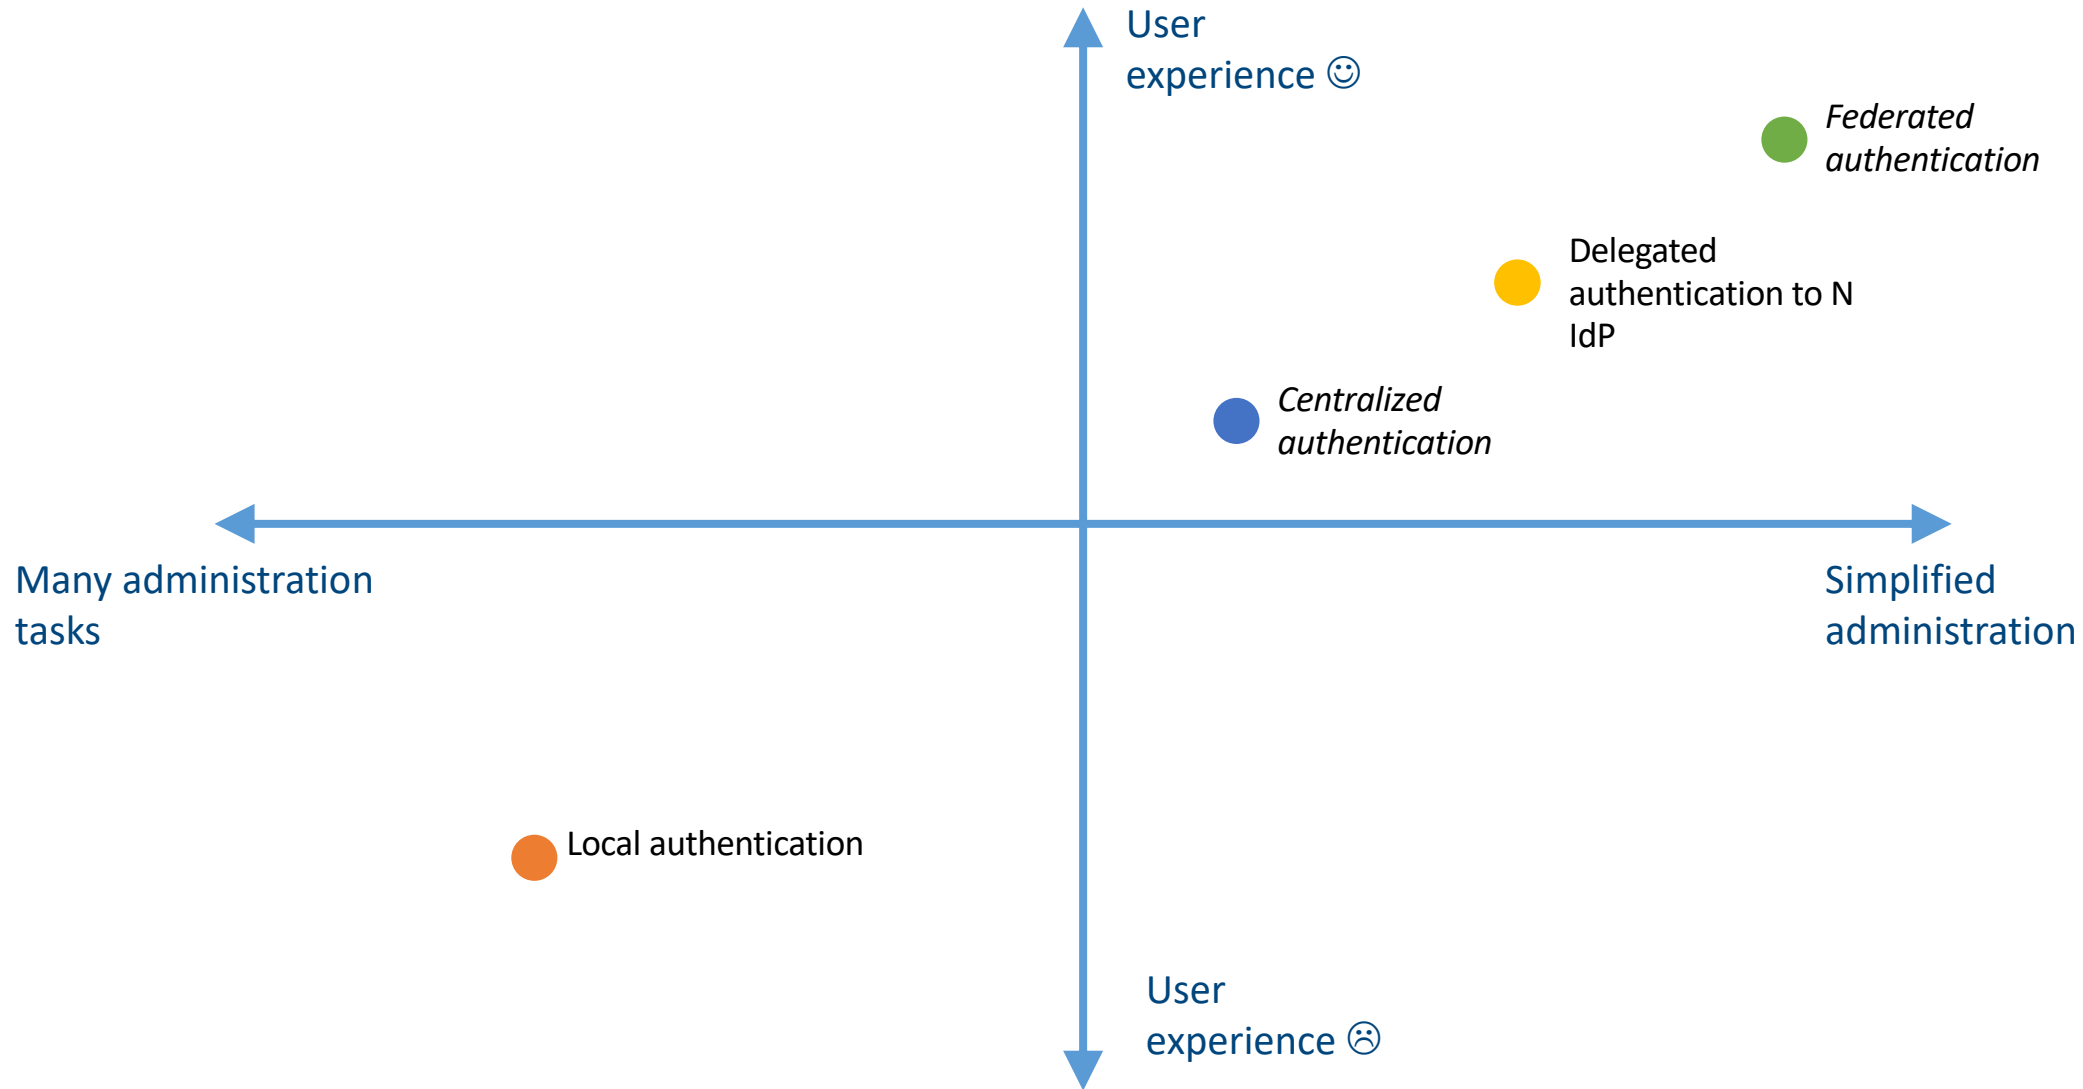 User
experience ☺
Federated
authentication
Delegated
authentication to N
IdP
Centralized
authentication
Many administration
tasks
Simplified
administration
Local authentication
User
experience ☹